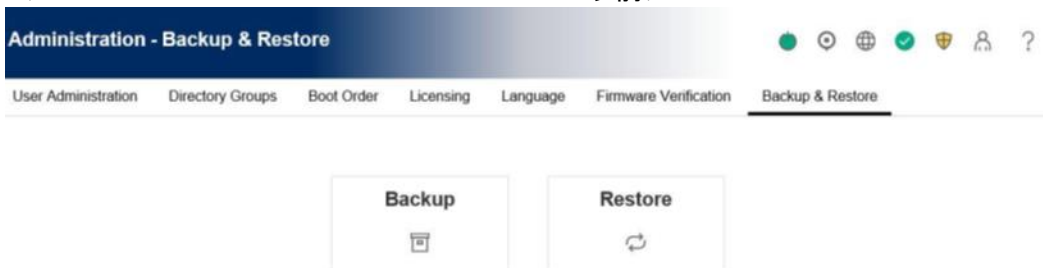 Administration - Backup & Restore
?
User Administration Directory Groups Boot Order Licensing Language Firmware Verification Backup & Restore
Backup Restore